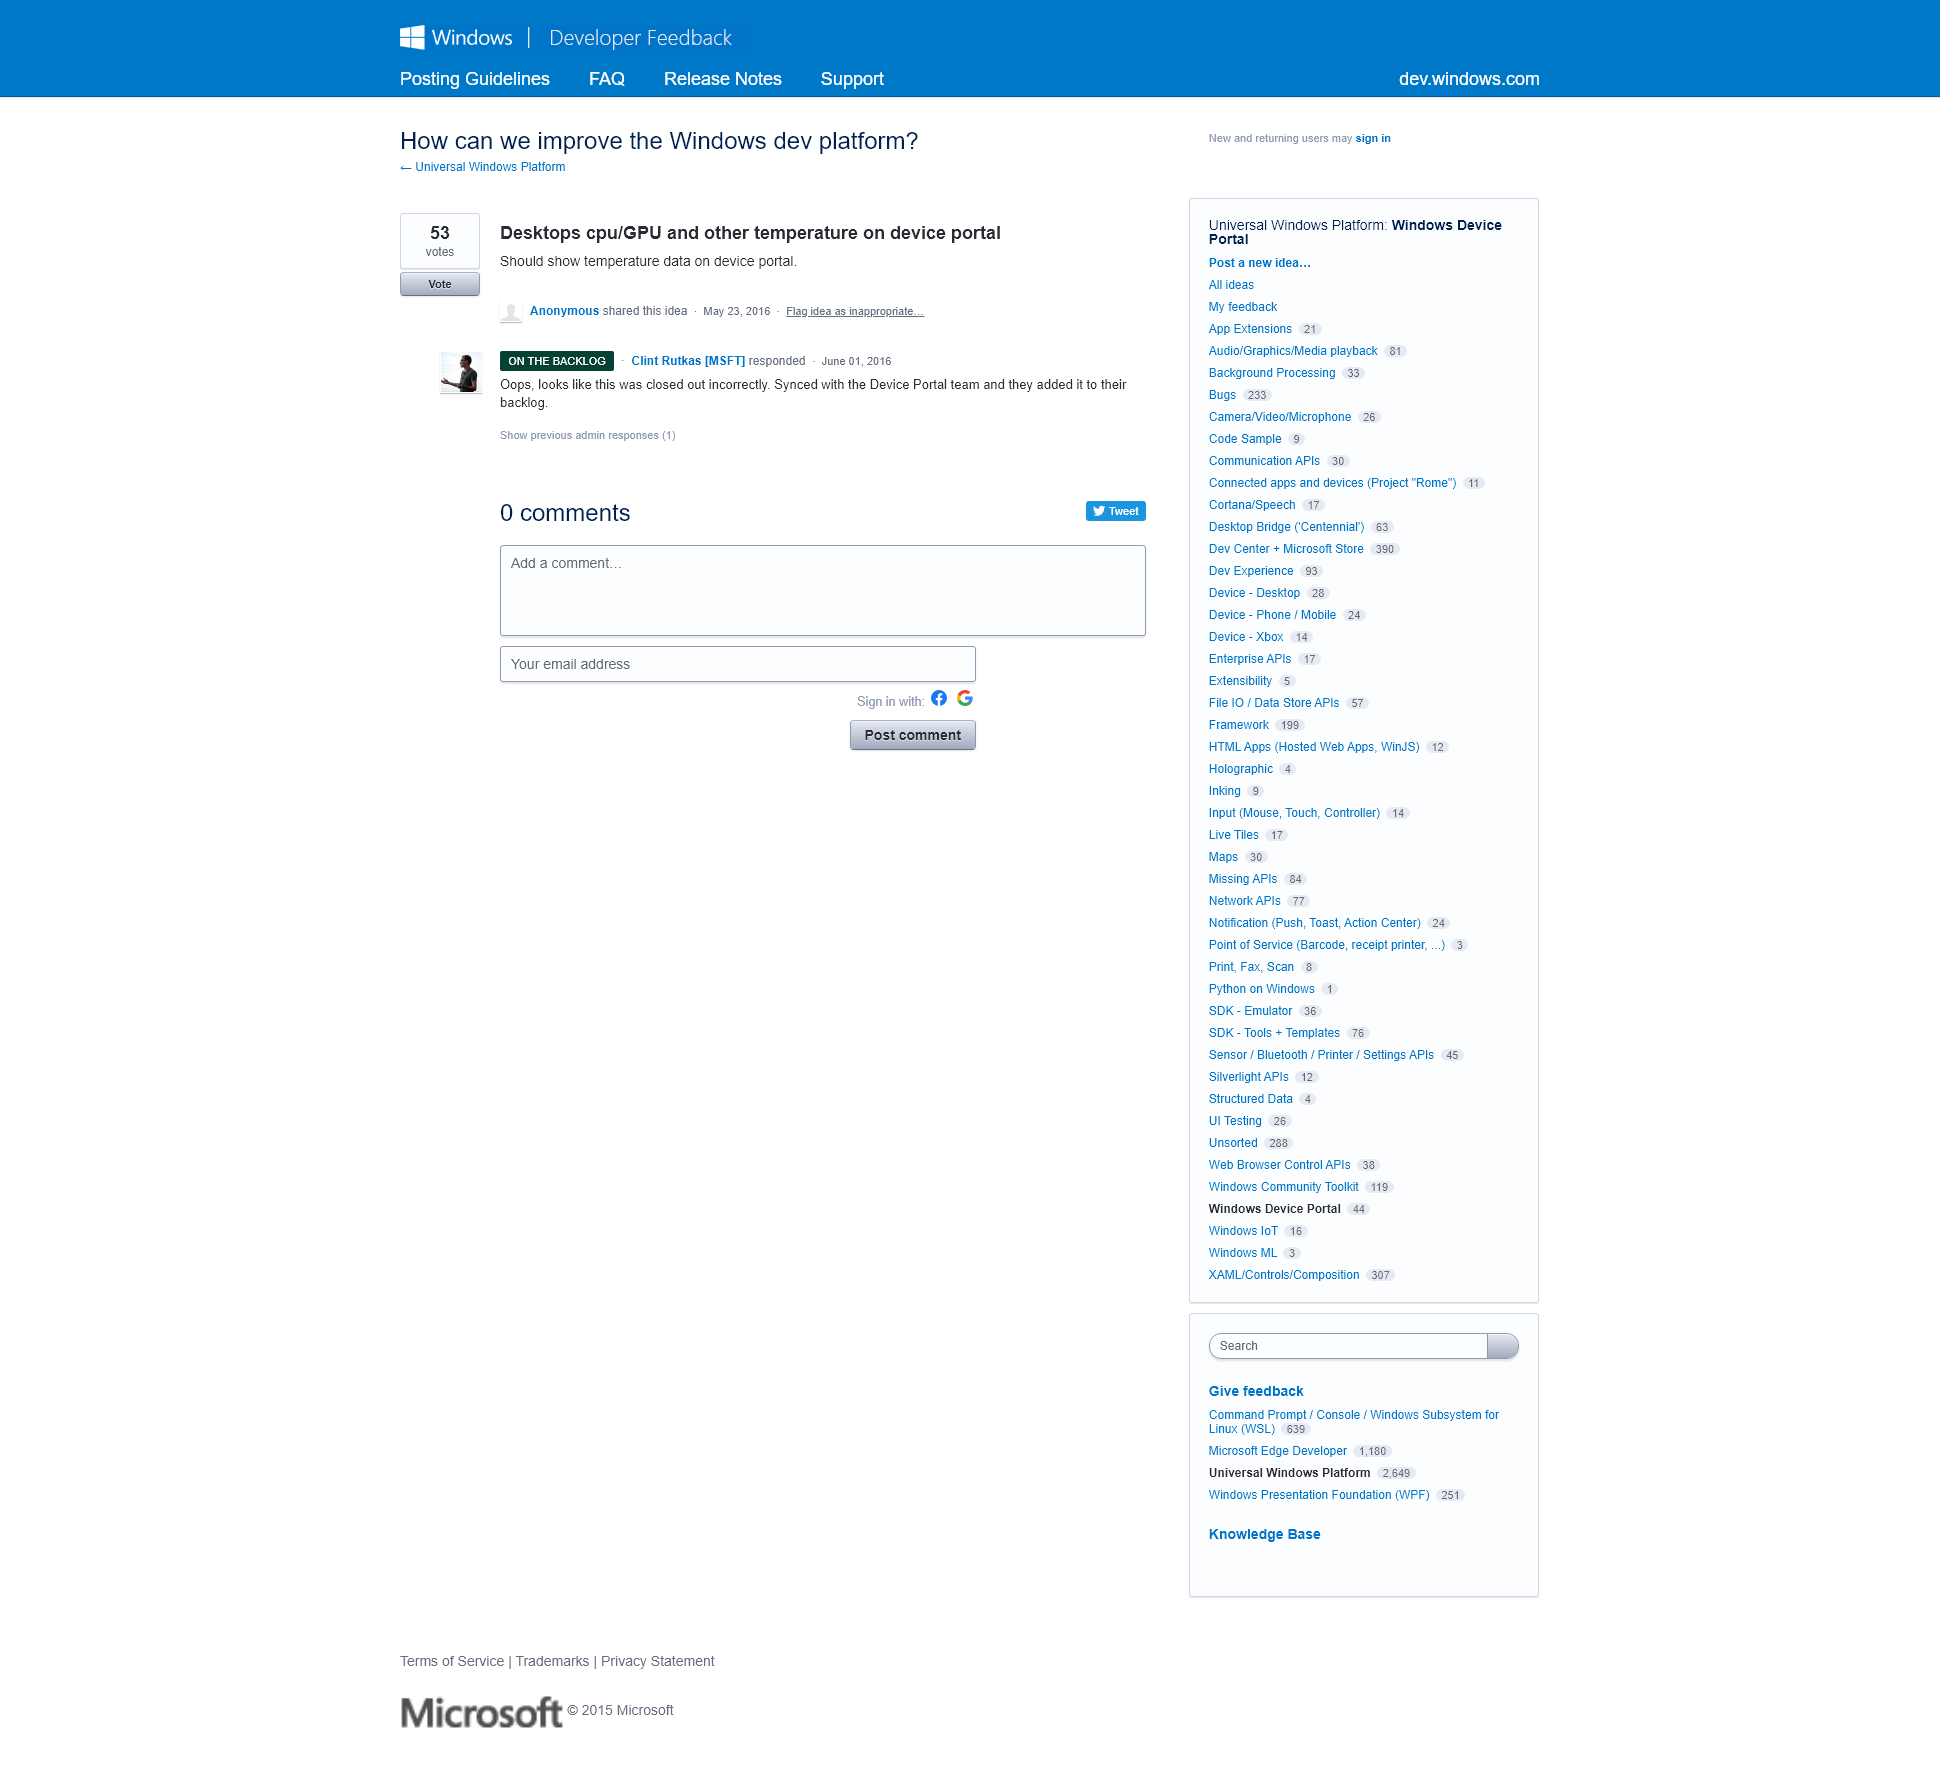 Windows | Developer Feedback
Posting Guidelines FAQ Release Notes Support dev.windows.com
How can we improve the Windows dev platform?
← Universal Windows Platform
New and returning users may sign in
53
votes
Vote
Desktops cpu/GPU and other temperature on device portal
Should show temperature data on device portal.
Anonymous shared this idea · May 23, 2016 · Flag idea as inappropriate…
ON THE BACKLOG · Clint Rutkas [MSFT] responded · June 01, 2016
Oops, looks like this was closed out incorrectly. Synced with the Device Portal team and they added it to their
backlog.
Show previous admin responses (1)
0 comments
Tweet
Add a comment…
Your email address
Sign in with:
Post comment
Universal Windows Platform: Windows Device
Portal
Post a new idea…
All ideas
My feedback
App Extensions 21
Audio/Graphics/Media playback 81
Background Processing 33
Bugs 233
Camera/Video/Microphone 26
Code Sample 9
Communication APIs 30
Connected apps and devices (Project "Rome") 11
Cortana/Speech 17
Desktop Bridge ('Centennial') 63
Dev Center + Microsoft Store 390
Dev Experience 93
Device - Desktop 28
Device - Phone / Mobile 24
Device - Xbox 14
Enterprise APIs 17
Extensibility 5
File IO / Data Store APIs 57
Framework 199
HTML Apps (Hosted Web Apps, WinJS) 12
Holographic 4
Inking 9
Input (Mouse, Touch, Controller) 14
Live Tiles 17
Maps 30
Missing APIs 84
Network APIs 77
Notification (Push, Toast, Action Center) 24
Point of Service (Barcode, receipt printer, ...) 3
Print, Fax, Scan 8
Python on Windows 1
SDK - Emulator 36
SDK - Tools + Templates 76
Sensor / Bluetooth / Printer / Settings APIs 45
Silverlight APIs 12
Structured Data 4
UI Testing 26
Unsorted 288
Web Browser Control APIs 38
Windows Community Toolkit 119
Windows Device Portal 44
Windows IoT 16
Windows ML 3
XAML/Controls/Composition 307
Search
Give feedback
Command Prompt / Console / Windows Subsystem for
Linux (WSL) 639
Microsoft Edge Developer 1,180
Universal Windows Platform 2,649
Windows Presentation Foundation (WPF) 251
Knowledge Base
Terms of Service | Trademarks | Privacy Statement
Microsoft © 2015 Microsoft